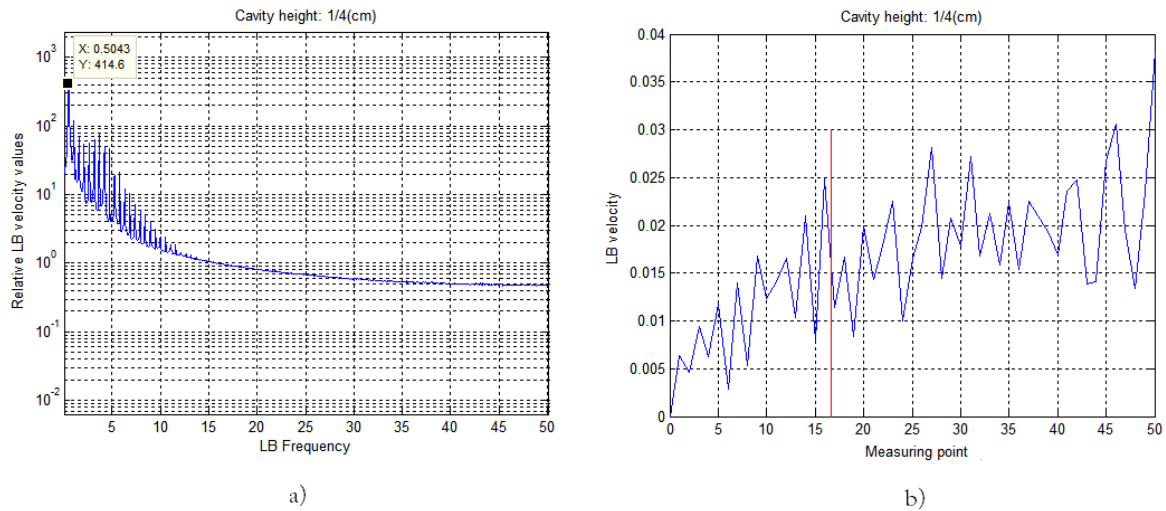 Cavity height: 1/4(cm)
X: 0.5043
Y: 414.6
10^3
10^2
10^1
10^0
10^-1
10^-2
Relative LB velocity values
5 10 15 20 25 30 35 40 45 50
LB Frequency
a)
Cavity height: 1/4(cm)
0.04
0.035
0.03
0.025
0.02
0.015
0.01
0.005
0
LB velocity
0 5 10 15 20 25 30 35 40 45 50
Measuring point
b)